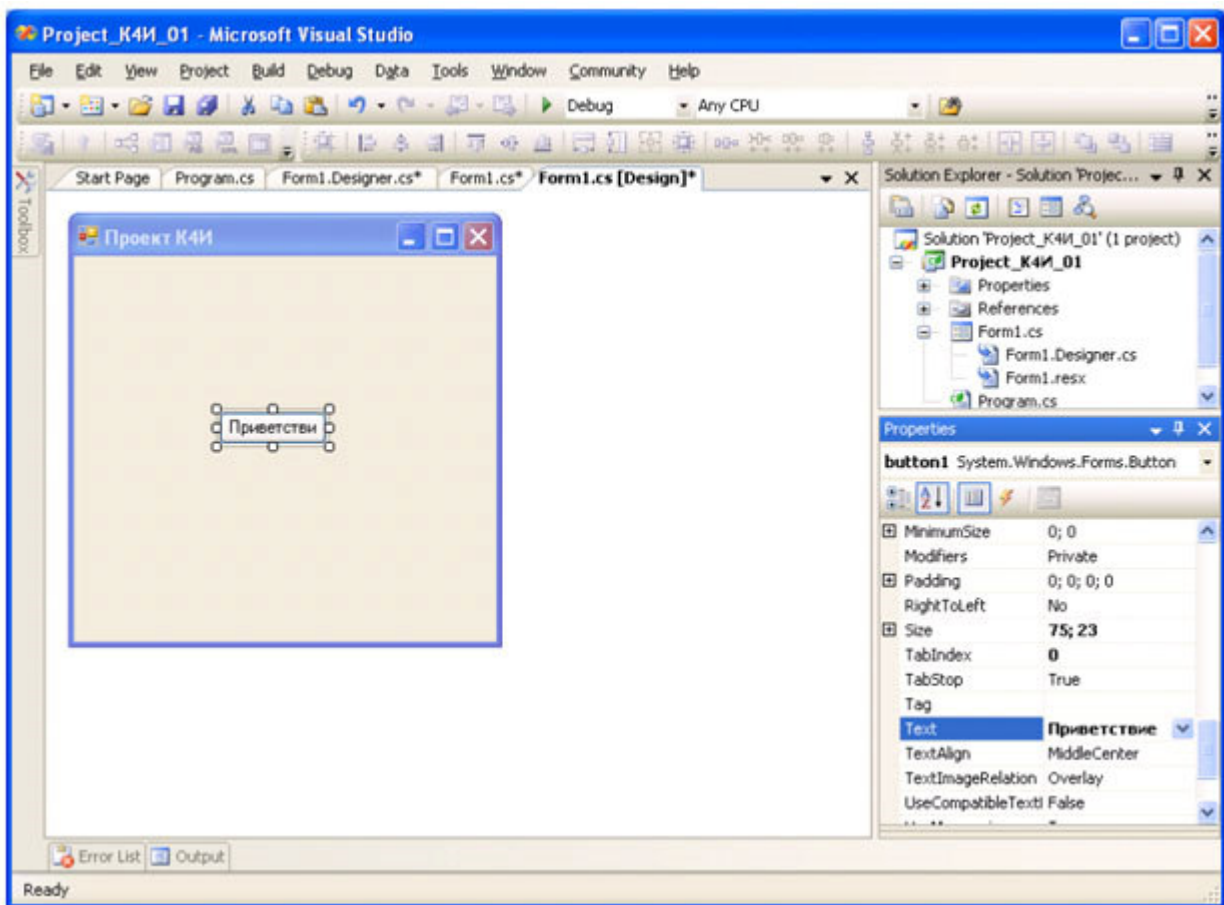 Project_К4И_01 - Microsoft Visual Studio
File Edit View Project Build Debug Data Tools Window Community Help
Debug Any CPU
Toolbox
Start Page Program.cs Form1.Designer.cs* Form1.cs* Form1.cs [Design]*
Проект К4И
Приветстви
Solution Explorer - Solution 'Projec...
Solution 'Project_К4И_01' (1 project)
Project_К4И_01
Properties
References
Form1.cs
Form1.Designer.cs
Form1.resx
Program.cs
Properties
button1 System.Windows.Forms.Button
MinimumSize 0; 0
Modifiers Private
Padding 0; 0; 0; 0
RightToLeft No
Size 75; 23
TabIndex 0
TabStop True
Tag
Text Приветствие
TextAlign MiddleCenter
TextImageRelation Overlay
UseCompatibleTextI False
Error List Output
Ready